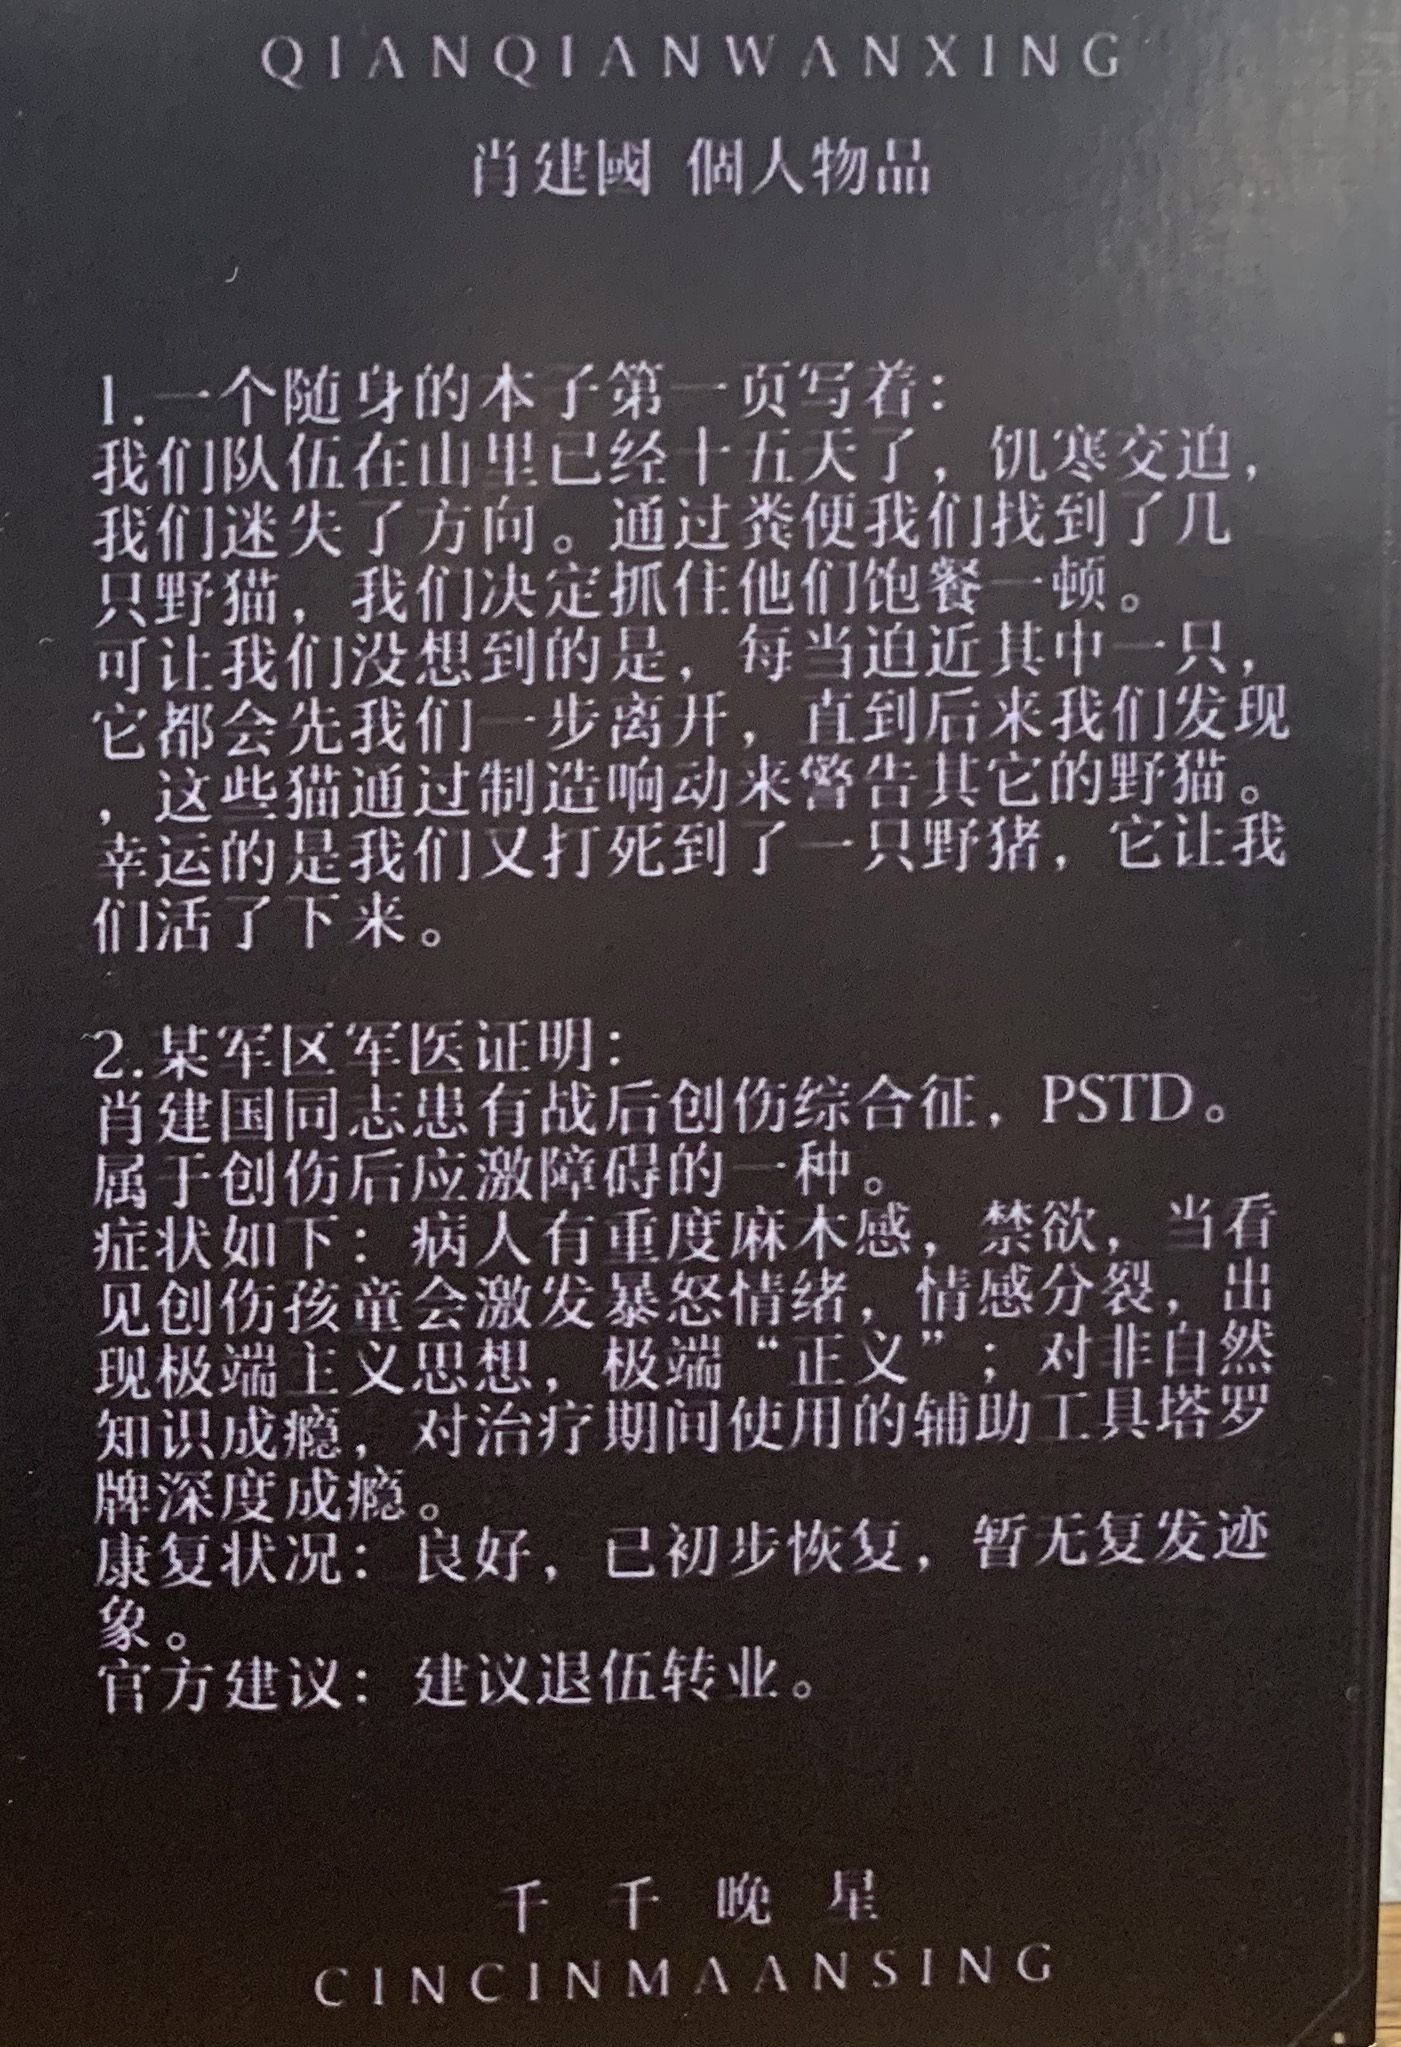 QIANQIANWANXING
肖建國 個人物品
1.一个随身的本子第一页写着：
我们队伍在山里已经十五天了，饥寒交迫，
我们迷失了方向。通过粪便我们找到了几
只野猫，我们决定抓住他们饱餐一顿。
可让我们没想到的是，每当迫近其中一只，
它都会先我们一步离开，直到后来我们发现
，这些猫通过制造响动来警告其它的野猫。
幸运的是我们又打死到了一只野猪，它让我
们活了下来。
2.某军区军医证明：
肖建国同志患有战后创伤综合征，PSTD。
属于创伤后应激障碍的一种。
症状如下：病人有重度麻木感，禁欲，当看
见创伤孩童会激发暴怒情绪，情感分裂，出
现极端主义思想，极端“正义”；对非自然
知识成瘾，对治疗期间使用的辅助工具塔罗
牌深度成瘾。
康复状况：良好，已初步恢复，暂无复发迹
象。
官方建议：建议退伍转业。
千千晚星
CINCINMAANSING